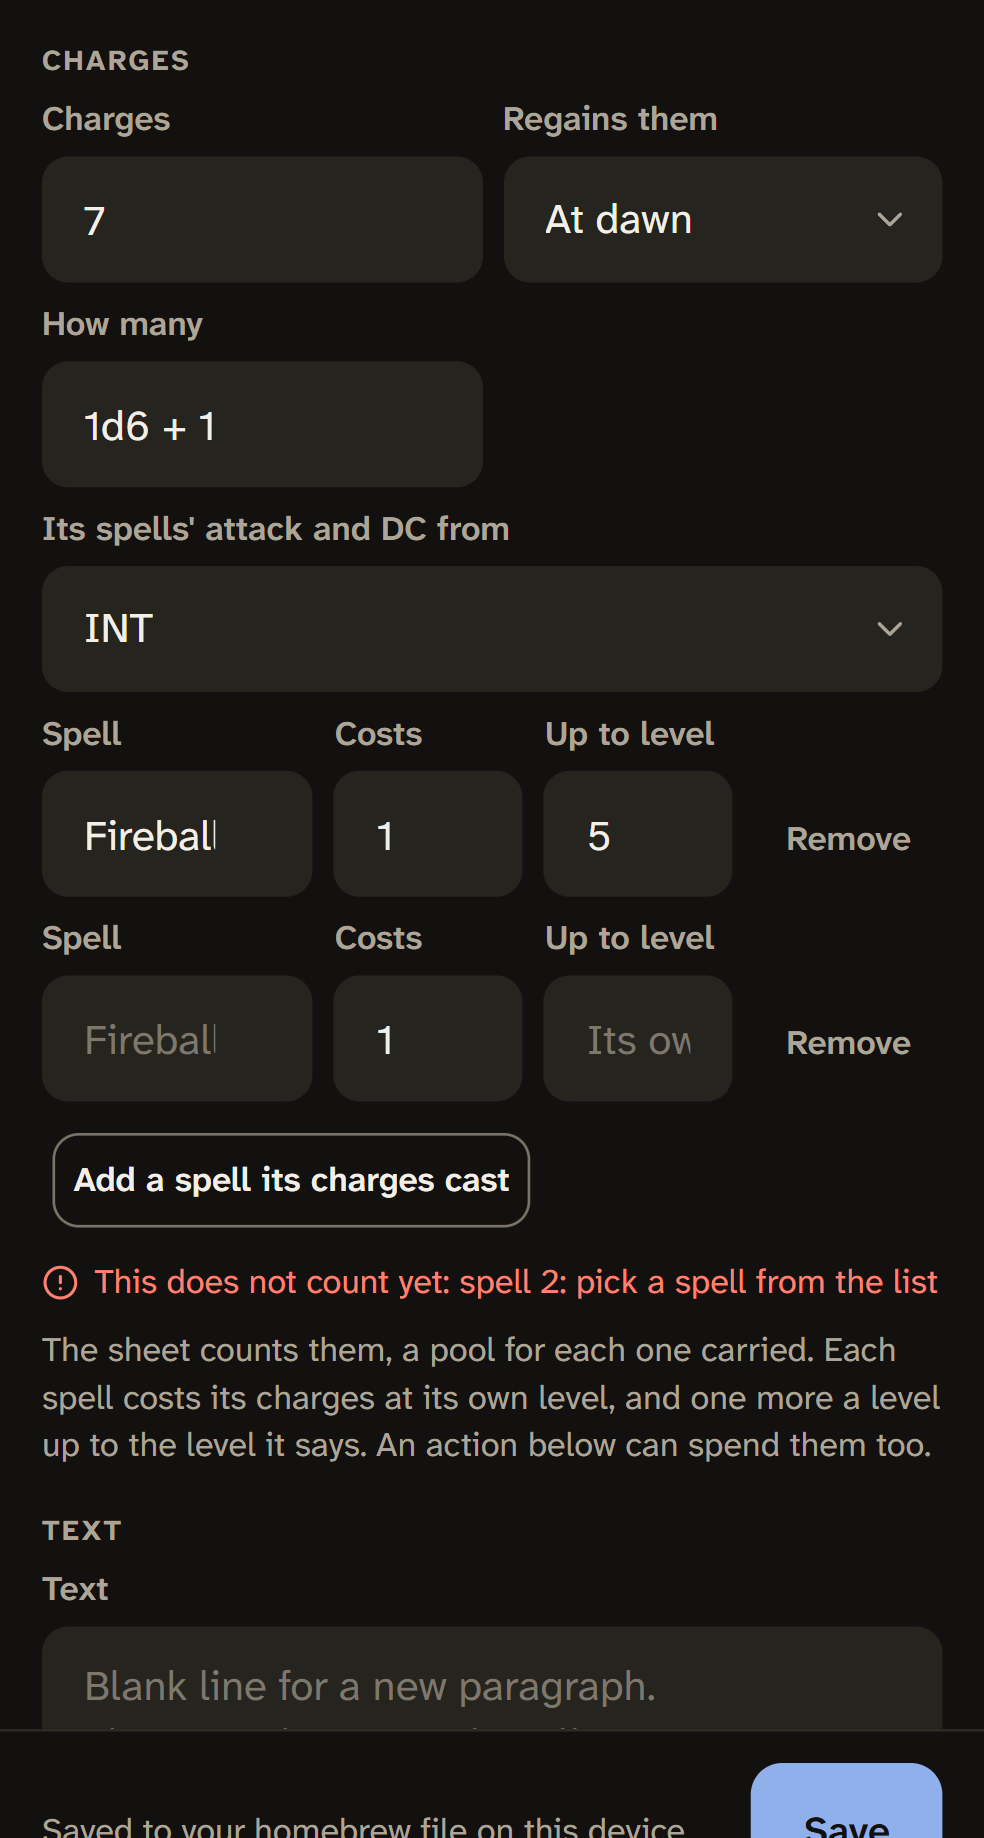 CHARGES
Charges
Regains them
7
At dawn
How many
1d6 + 1
Its spells' attack and DC from
INT
Spell
Costs
Up to level
Fireball
1
5
Remove
Spell
Costs
Up to level
Fireball
1
Its ow
Remove
Add a spell its charges cast
This does not count yet: spell 2: pick a spell from the list
The sheet counts them, a pool for each one carried. Each
spell costs its charges at its own level, and one more a level
up to the level it says. An action below can spend them too.
TEXT
Text
Blank line for a new paragraph.
Saved to your homebrew file on this device
Save